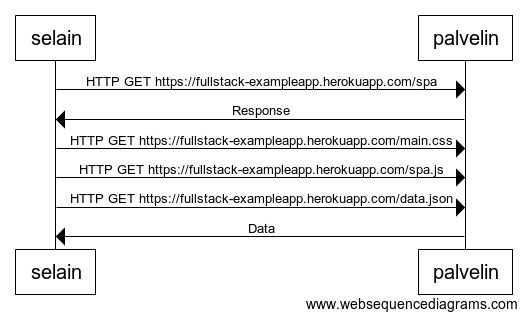 selain
palvelin
HTTP GET https://fullstack-exampleapp.herokuapp.com/spa
Response
HTTP GET https://fullstack-exampleapp.herokuapp.com/main.css
HTTP GET https://fullstack-exampleapp.herokuapp.com/spa.js
HTTP GET https://fullstack-exampleapp.herokuapp.com/data.json
Data
selain
palvelin
www.websequencediagrams.com